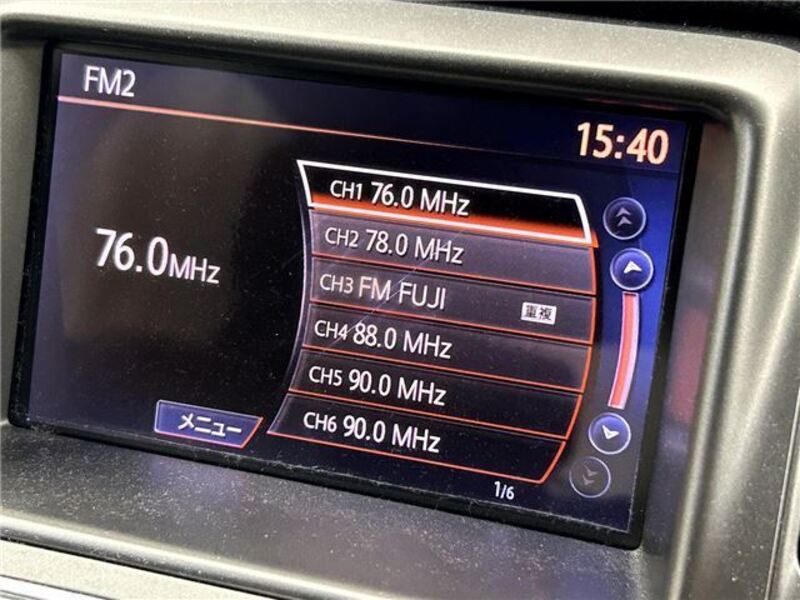 FM2
15:40
76.0MHz
CH1 76.0 MHz
CH2 78.0 MHz
CH3 FM FUJI 重複
CH4 88.0 MHz
CH5 90.0 MHz
CH6 90.0 MHz
メニュー
1/6